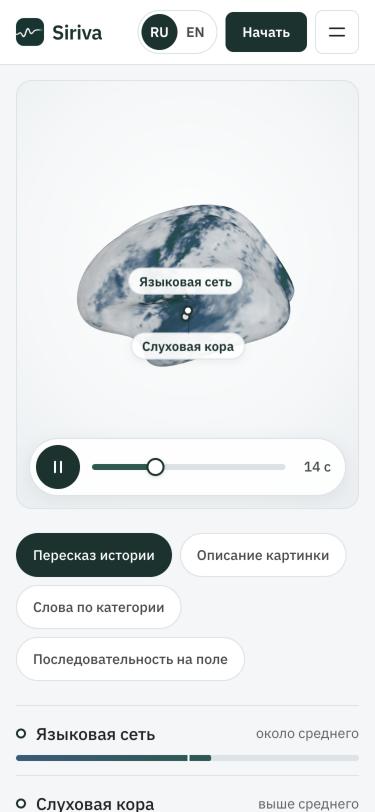 Siriva
RU EN
Начать
Языковая сеть
Слуховая кора
14 с
Пересказ истории
Описание картинки
Слова по категории
Последовательность на поле
Языковая сеть
около среднего
Слуховая кора
выше среднего